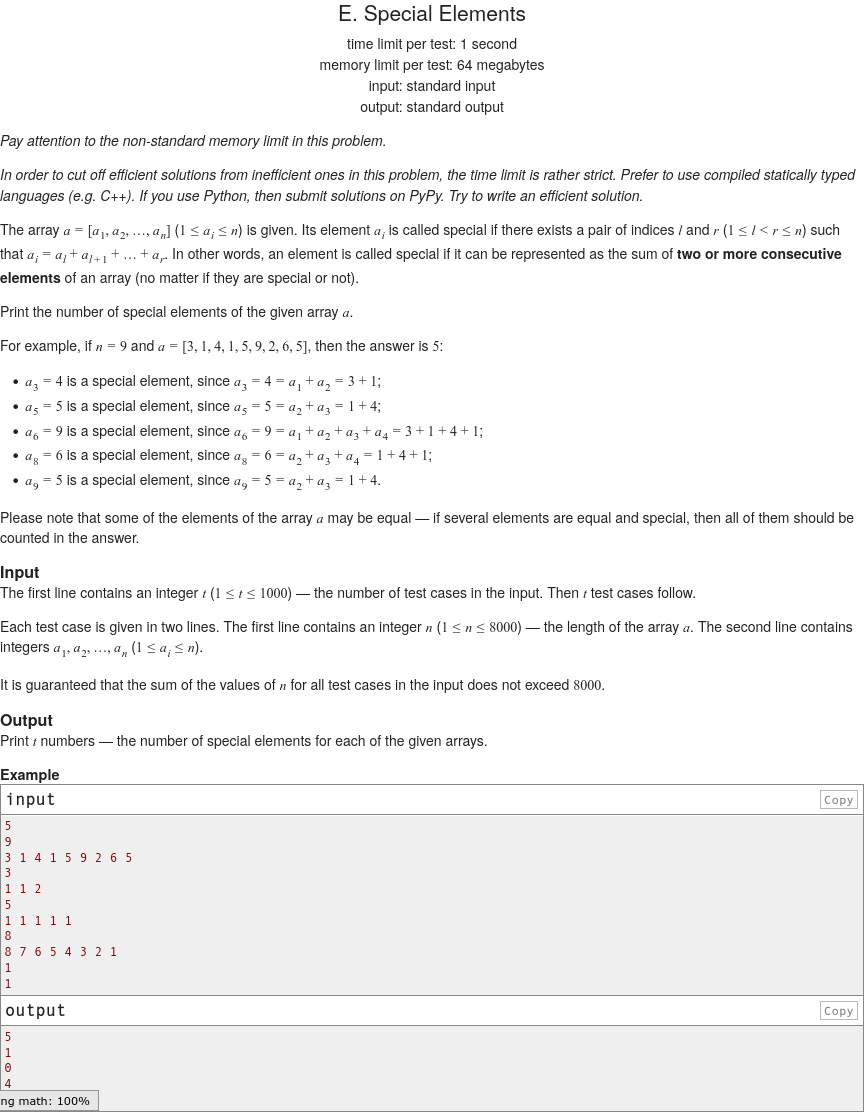 E. Special Elements
time limit per test: 1 second
memory limit per test: 64 megabytes
input: standard input
output: standard output
Pay attention to the non-standard memory limit in this problem.
In order to cut off efficient solutions from inefficient ones in this problem, the time limit is rather strict. Prefer to use compiled statically typed
languages (e.g. C++). If you use Python, then submit solutions on PyPy. Try to write an efficient solution.
The array a = [a_1, a_2, …, a_n] (1 ≤ a_i ≤ n) is given. Its element a_i is called special if there exists a pair of indices l and r (1 ≤ l < r ≤ n) such
that a_i = a_l + a_{l+1} + … + a_r. In other words, an element is called special if it can be represented as the sum of two or more consecutive
elements of an array (no matter if they are special or not).
Print the number of special elements of the given array a.
For example, if n = 9 and a = [3, 1, 4, 1, 5, 9, 2, 6, 5], then the answer is 5:
• a_3 = 4 is a special element, since a_3 = 4 = a_1 + a_2 = 3 + 1;
• a_5 = 5 is a special element, since a_5 = 5 = a_2 + a_3 = 1 + 4;
• a_6 = 9 is a special element, since a_6 = 9 = a_1 + a_2 + a_3 + a_4 = 3 + 1 + 4 + 1;
• a_8 = 6 is a special element, since a_8 = 6 = a_2 + a_3 + a_4 = 1 + 4 + 1;
• a_9 = 5 is a special element, since a_9 = 5 = a_2 + a_3 = 1 + 4.
Please note that some of the elements of the array a may be equal — if several elements are equal and special, then all of them should be
counted in the answer.
Input
The first line contains an integer t (1 ≤ t ≤ 1000) — the number of test cases in the input. Then t test cases follow.
Each test case is given in two lines. The first line contains an integer n (1 ≤ n ≤ 8000) — the length of the array a. The second line contains
integers a_1, a_2, …, a_n (1 ≤ a_i ≤ n).
It is guaranteed that the sum of the values of n for all test cases in the input does not exceed 8000.
Output
Print t numbers — the number of special elements for each of the given arrays.
Example
input Copy
5
9
3 1 4 1 5 9 2 6 5
3
1 1 2
5
1 1 1 1 1
8
8 7 6 5 4 3 2 1
1
1
output Copy
5
1
0
4
ng math: 100%